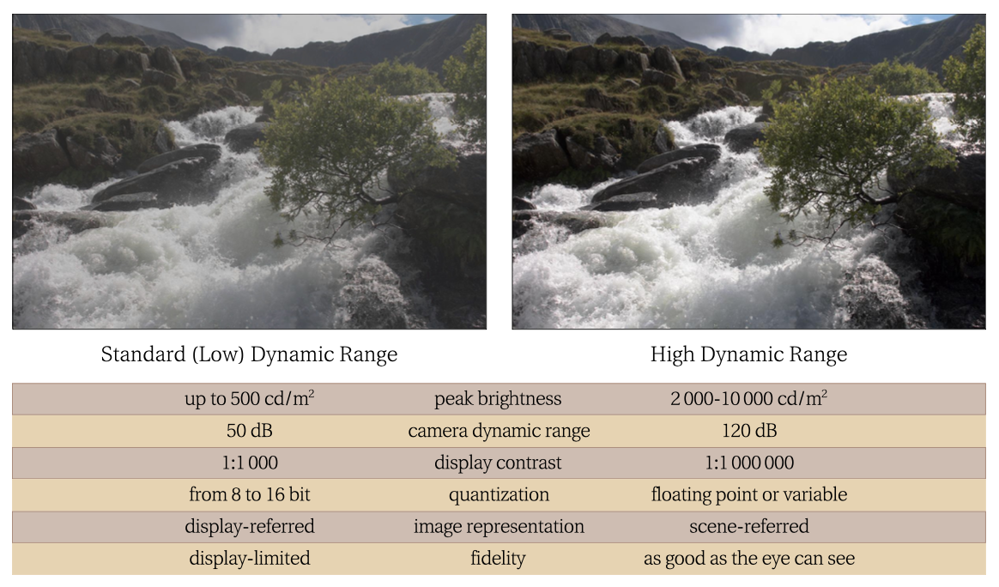 Standard (Low) Dynamic Range
High Dynamic Range
up to 500 cd/m² peak brightness 2 000-10 000 cd/m²
50 dB camera dynamic range 120 dB
1:1 000 display contrast 1:1 000 000
from 8 to 16 bit quantization floating point or variable
display-referred image representation scene-referred
display-limited fidelity as good as the eye can see